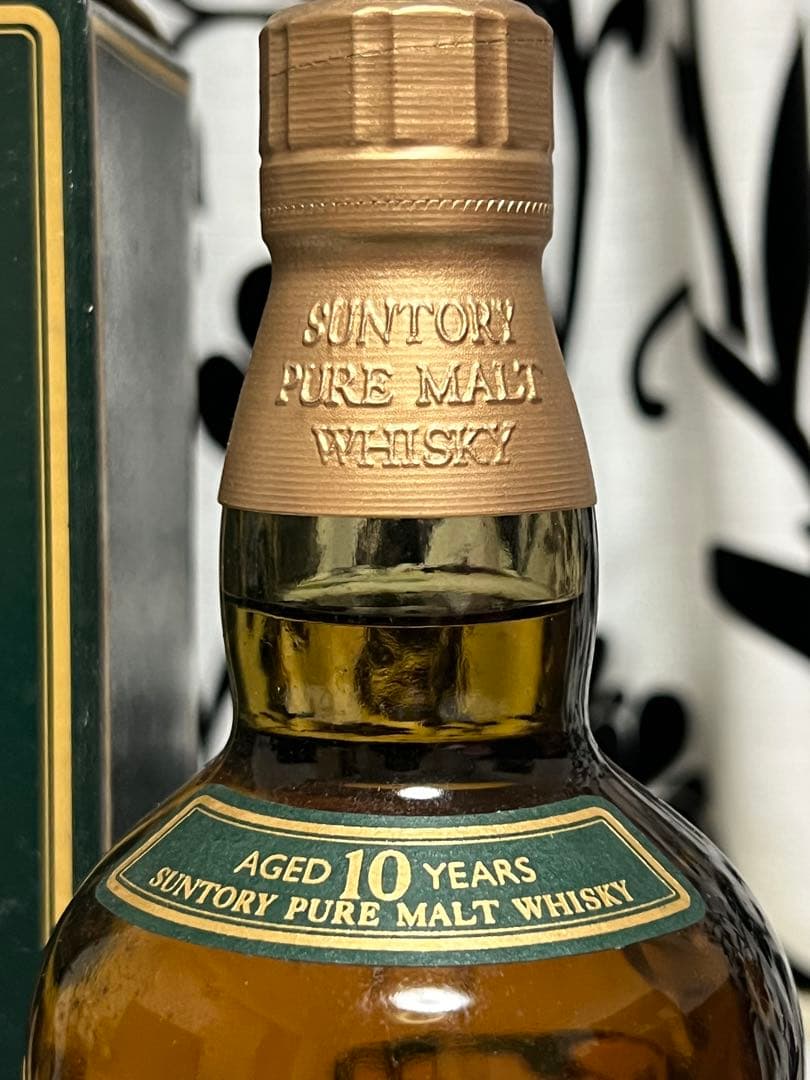 SUNTORY
PURE MALT
WHISKY
AGED 10 YEARS
SUNTORY PURE MALT WHISKY